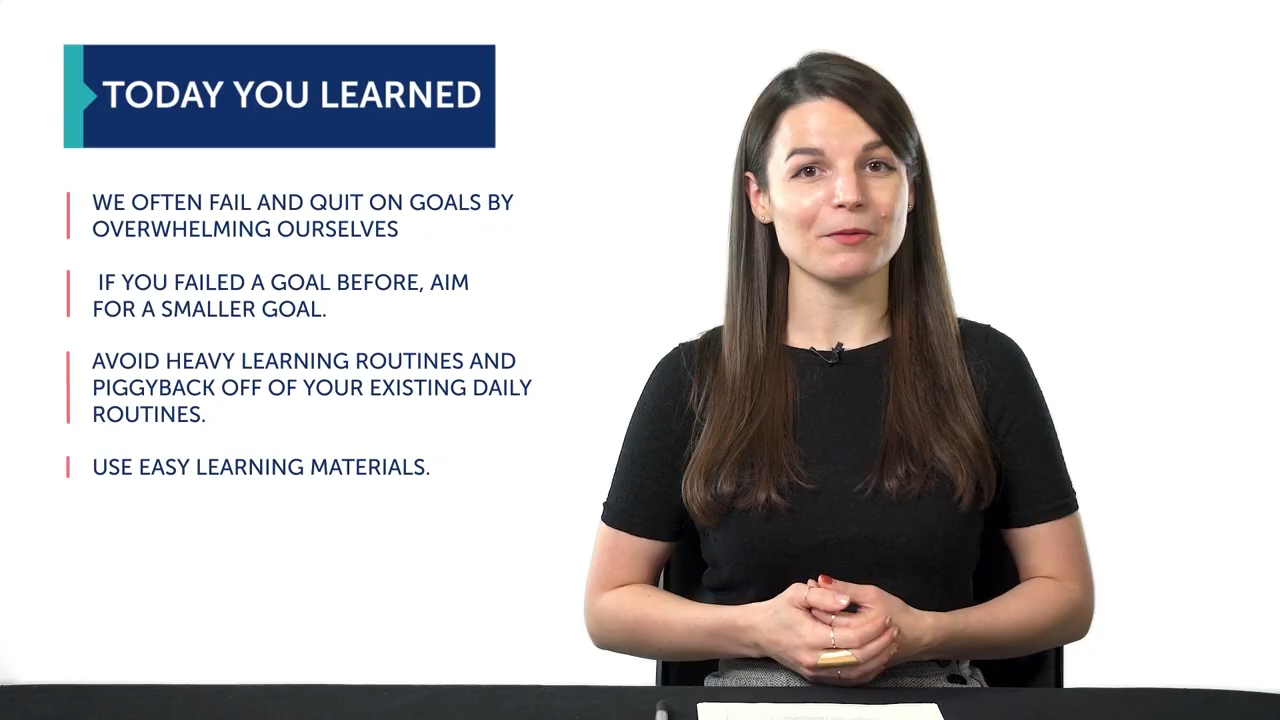 TODAY YOU LEARNED
WE OFTEN FAIL AND QUIT ON GOALS BY
OVERWHELMING OURSELVES
IF YOU FAILED A GOAL BEFORE, AIM
FOR A SMALLER GOAL.
AVOID HEAVY LEARNING ROUTINES AND
PIGGYBACK OFF OF YOUR EXISTING DAILY
ROUTINES.
USE EASY LEARNING MATERIALS.